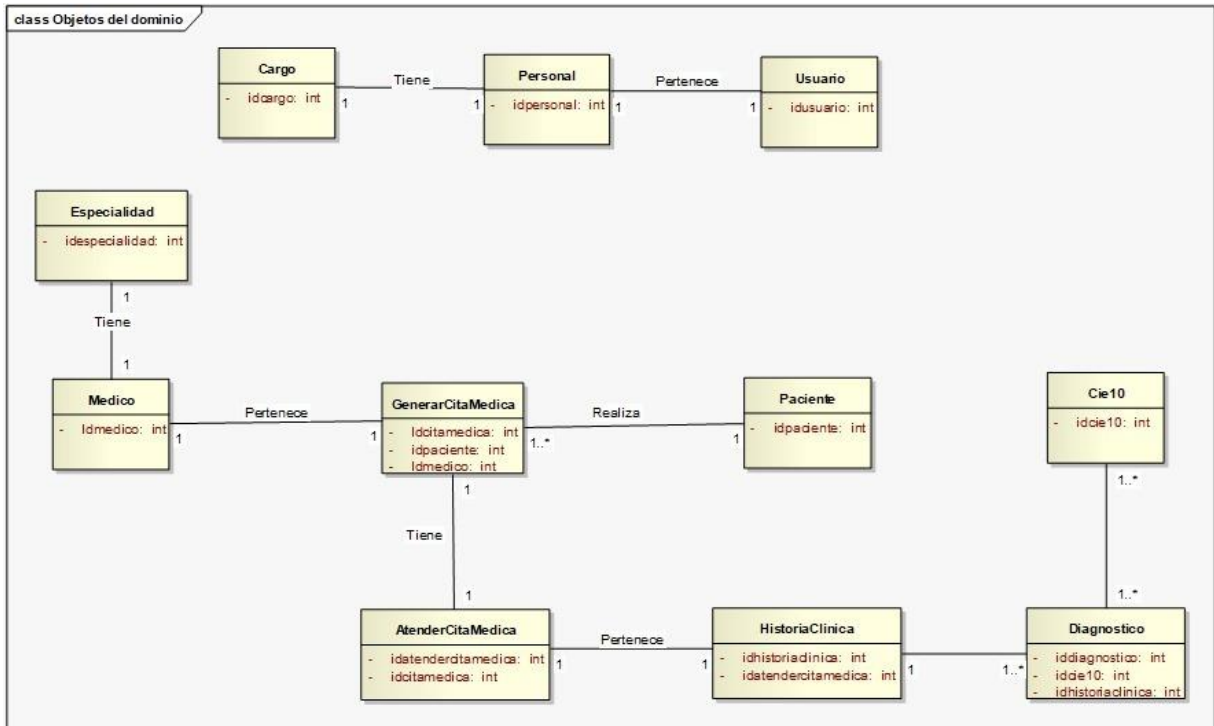 class Objetos del dominio
Cargo
- idcargo: int
1
Tiene
1
Personal
- idpersonal: int
1
Pertenece
1
Usuario
- idusuario: int
Especialidad
- idespecialidad: int
1
Tiene
1
Medico
- Idmedico: int
1
Pertenece
1
GenerarCitaMedica
- Idcitamedica: int
- idpaciente: int
- Idmedico: int
1..*
Realiza
1
Paciente
- idpaciente: int
Cie10
- idcie10: int
1..*
1..*
1
Tiene
1
AtenderCitaMedica
- idatendercitamedica: int
- idcitamedica: int
1
Pertenece
1
HistoriaClinica
- idhistoriaclinica: int
- idatendercitamedica: int
1
1..*
Diagnostico
- iddiagnostico: int
- idcie10: int
- idhistoriaclinica: int